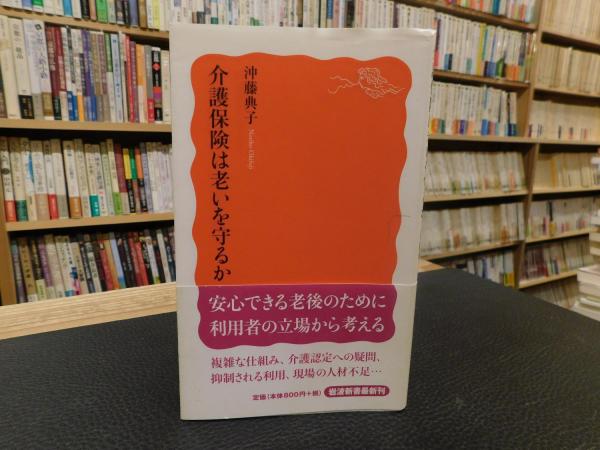 沖藤典子
Noriko Okifuji
介護保険は老いを守るか
安心できる老後のために
利用者の立場から考える
複雑な仕組み、介護認定への疑問、
抑制される利用、現場の人材不足…
定価(本体800円+税)
岩波新書最新刊